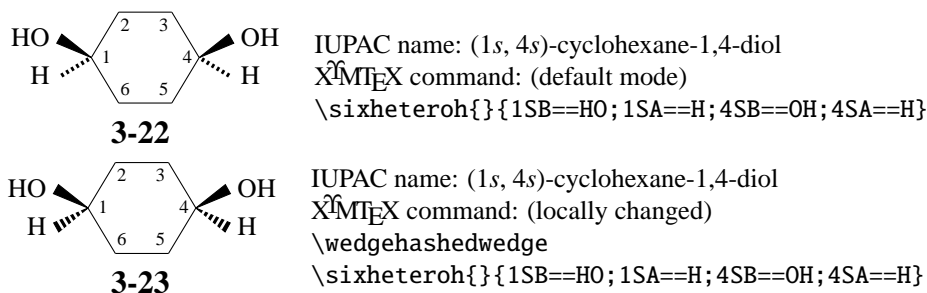 HO OH
2 3
1 4
H H
6 5
3-22
IUPAC name: (1s, 4s)-cyclohexane-1,4-diol
XΥMTEX command: (default mode)
\sixheteroh{}{1SB==HO;1SA==H;4SB==OH;4SA==H}
HO OH
2 3
1 4
H H
6 5
3-23
IUPAC name: (1s, 4s)-cyclohexane-1,4-diol
XΥMTEX command: (locally changed)
\wedgehashedwedge
\sixheteroh{}{1SB==HO;1SA==H;4SB==OH;4SA==H}